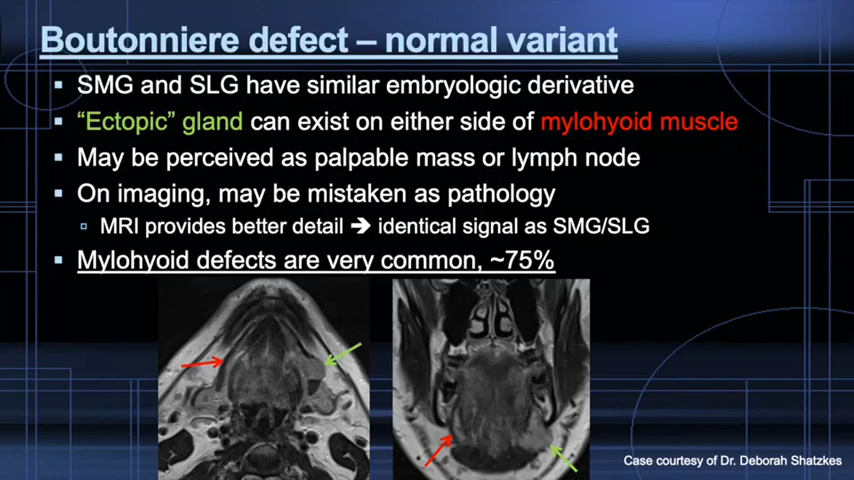 Boutonniere defect – normal variant
SMG and SLG have similar embryologic derivative
“Ectopic” gland can exist on either side of mylohyoid muscle
May be perceived as palpable mass or lymph node
On imaging, may be mistaken as pathology
MRI provides better detail ➔ identical signal as SMG/SLG
Mylohyoid defects are very common, ~75%
Case courtesy of Dr. Deborah Shatzkes